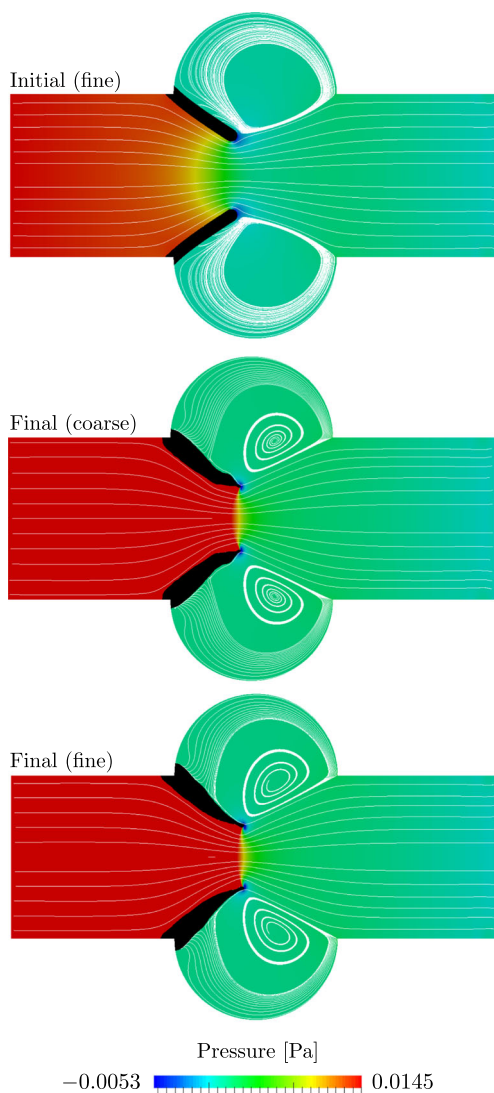 Initial (fine)
Final (coarse)
Final (fine)
Pressure [Pa]
−0.0053 0.0145